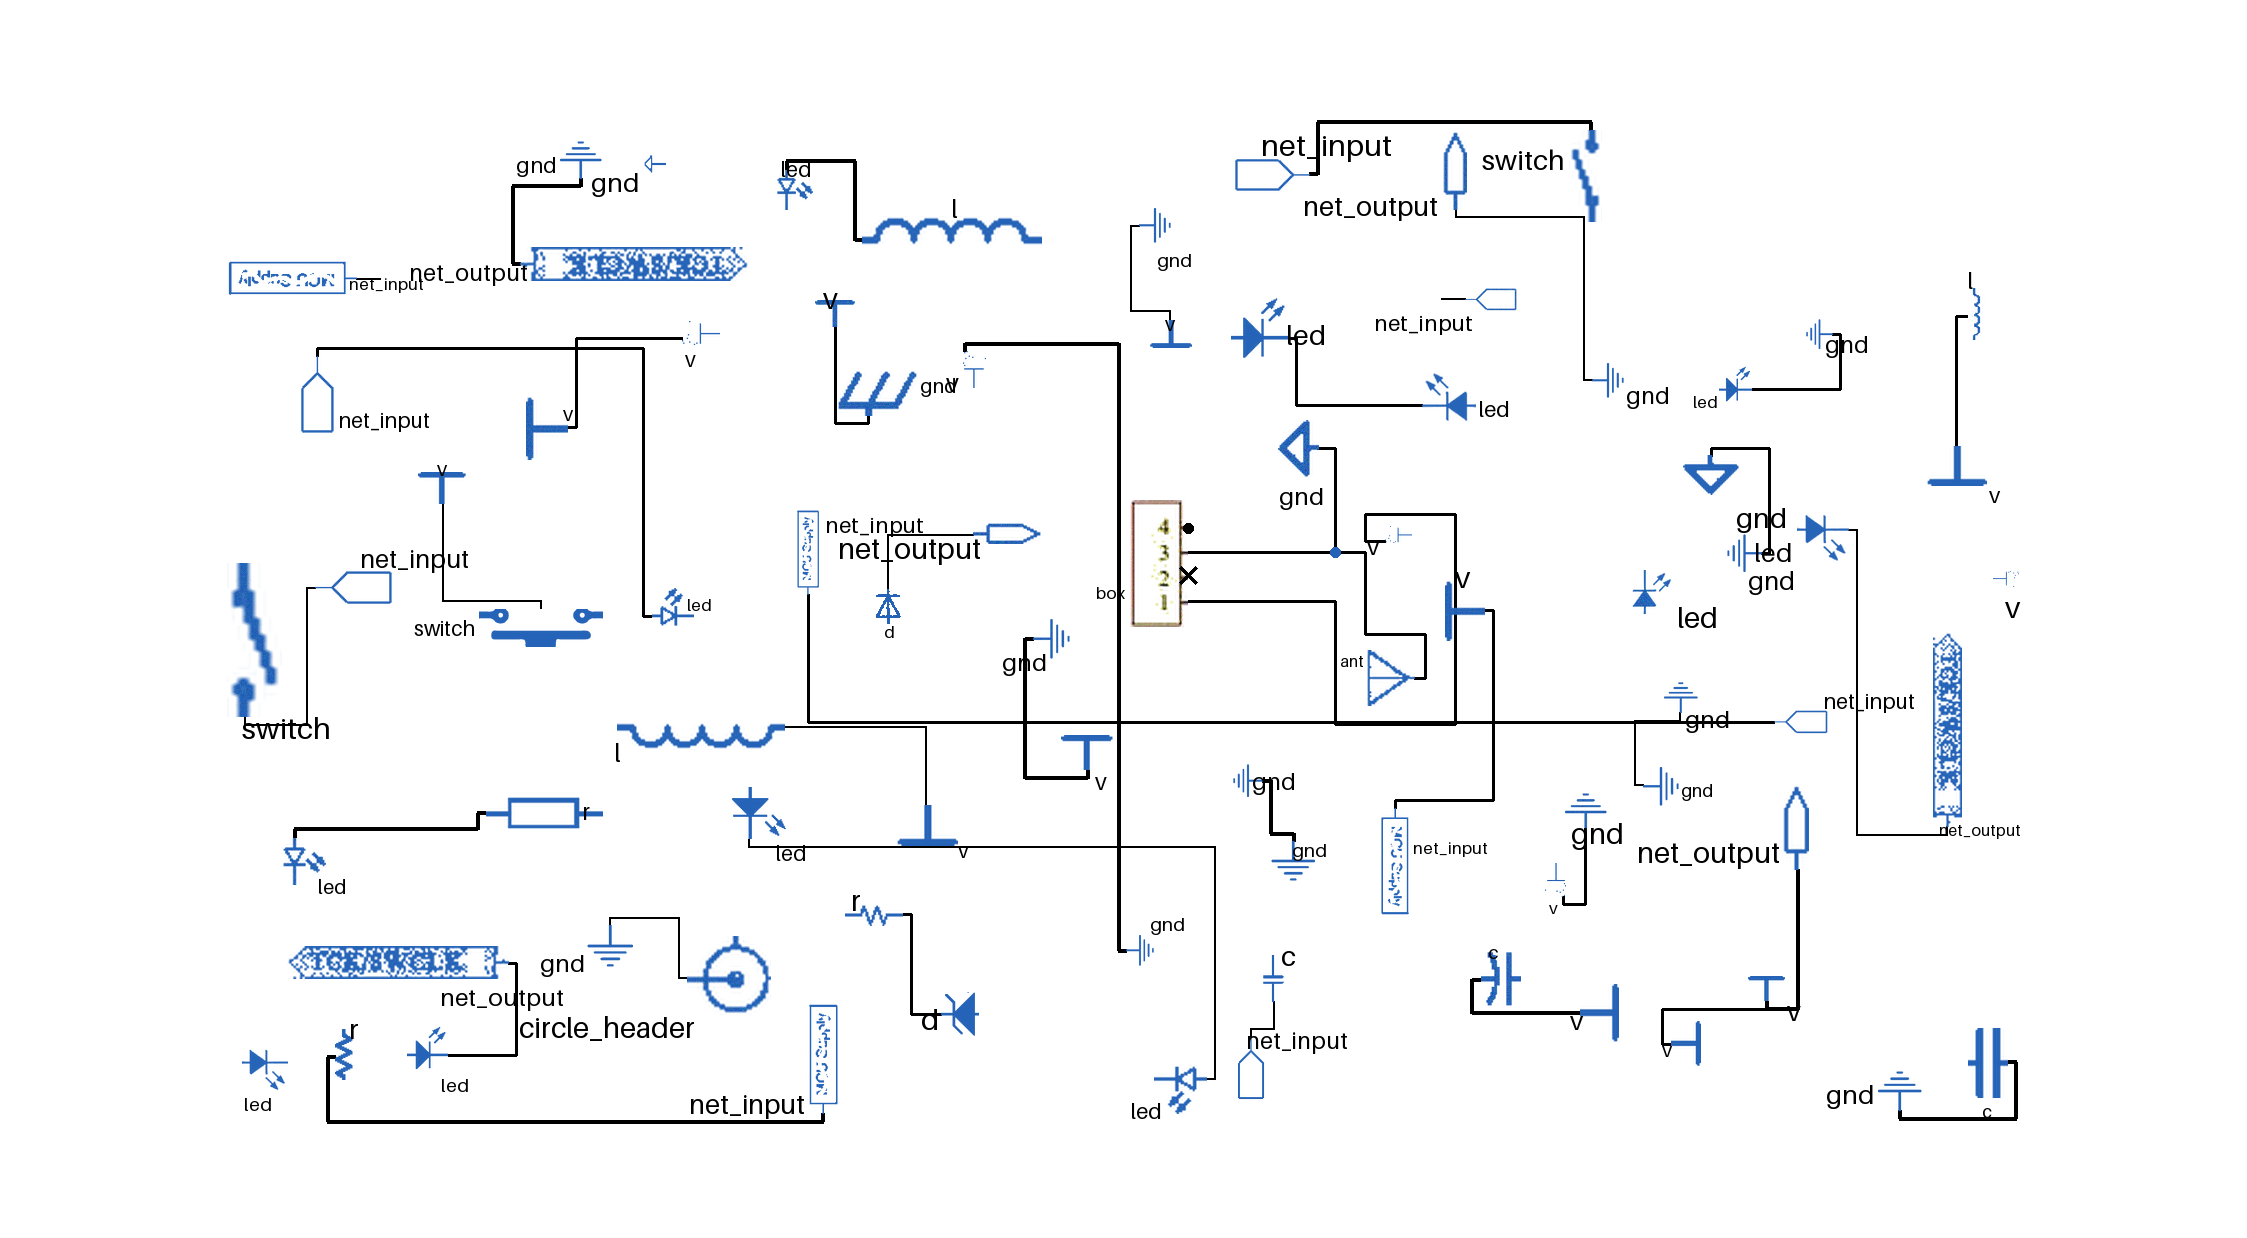 net_input
led
gnd
gnd
switch
l
net_output
gnd
net_output
net_input
l
v
v
net_input
led
v
gnd
gnd
v
led
led
gnd
net_input
v
v
gnd
v
net_input
net_output
4
3
2
1
v
gnd
led
gnd
net_input
v
box
v
led
led
switch
d
gnd
ant
net_input
switch
gnd
l
v
gnd
gnd
r
led
v
gnd
net_input
gnd
net_output
net_output
led
r
v
gnd
c
c
gnd
net_output
circle_header
d
v
v
v
r
net_input
led
led
net_input
led
gnd
c